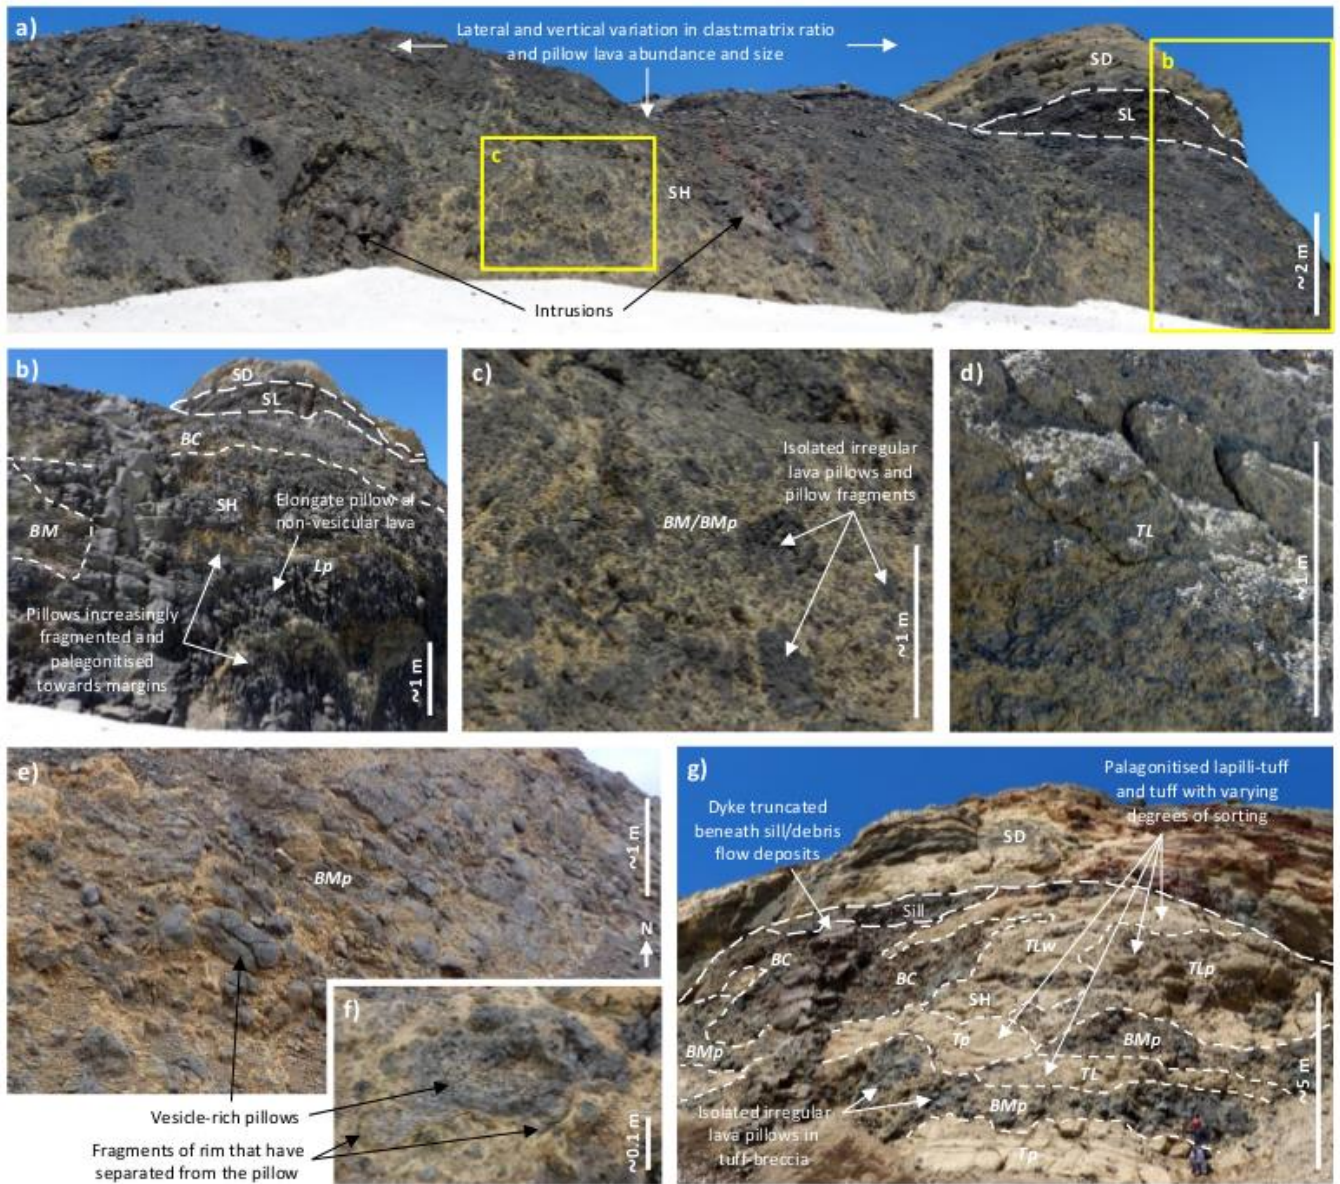 a)
Lateral and vertical variation in clast:matrix ratio
and pillow lava abundance and size
SD
b
SL
c
SH
~2 m
Intrusions
b)
SD
SL
BC
SH
Elongate pillow of
non-vesicular lava
BM
Lp
Pillows increasingly
fragmented and
palagonitised
towards margins
~1 m
c)
Isolated irregular
lava pillows and
pillow fragments
BM/BMp
~1 m
d)
TL
~1 m
e)
BMp
~1 m
N
Vesicle-rich pillows
Fragments of rim that have
separated from the pillow
f)
~0.1 m
g)
Palagonitised lapilli-tuff
and tuff with varying
degrees of sorting
Dyke truncated
beneath sill/debris
flow deposits
SD
Sill
TLw
BC
BC
TLp
SH
Tp
BMp
BMp
TL
BMp
Isolated irregular
lava pillows in
tuff-breccia
Tp
~5 m